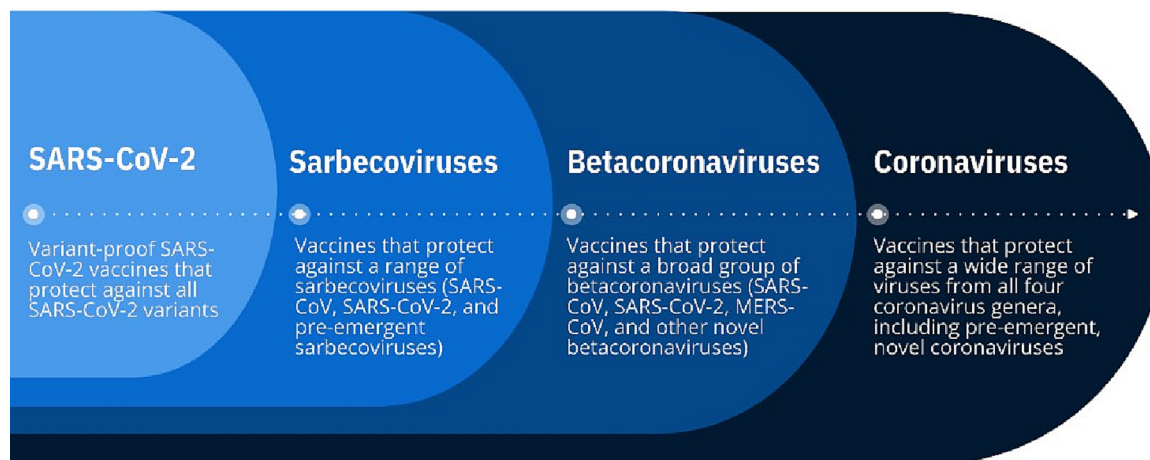 SARS-CoV-2
Variant-proof SARS-
CoV-2 vaccines that
protect against all
SARS-CoV-2 variants
Sarbecoviruses
Vaccines that protect
against a range of
sarbecoviruses (SARS-
CoV, SARS-CoV-2, and
pre-emergent
sarbecoviruses)
Betacoronaviruses
Vaccines that protect
against a broad group of
betacoronaviruses (SARS-
CoV, SARS-CoV-2, MERS-
CoV, and other novel
betacoronaviruses)
Coronaviruses
Vaccines that protect
against a wide range of
viruses from all four
coronavirus genera,
including pre-emergent,
novel coronaviruses